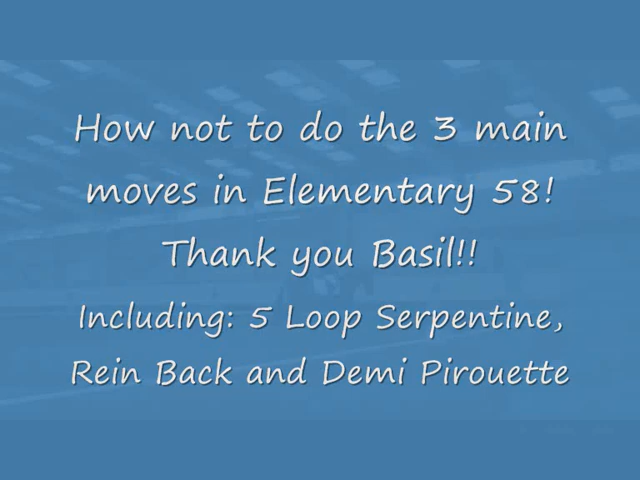 How not to do the 3 main
moves in Elementary 58!
Thank you Basil!!
Including: 5 Loop Serpentine,
Rein Back and Demi Pirouette